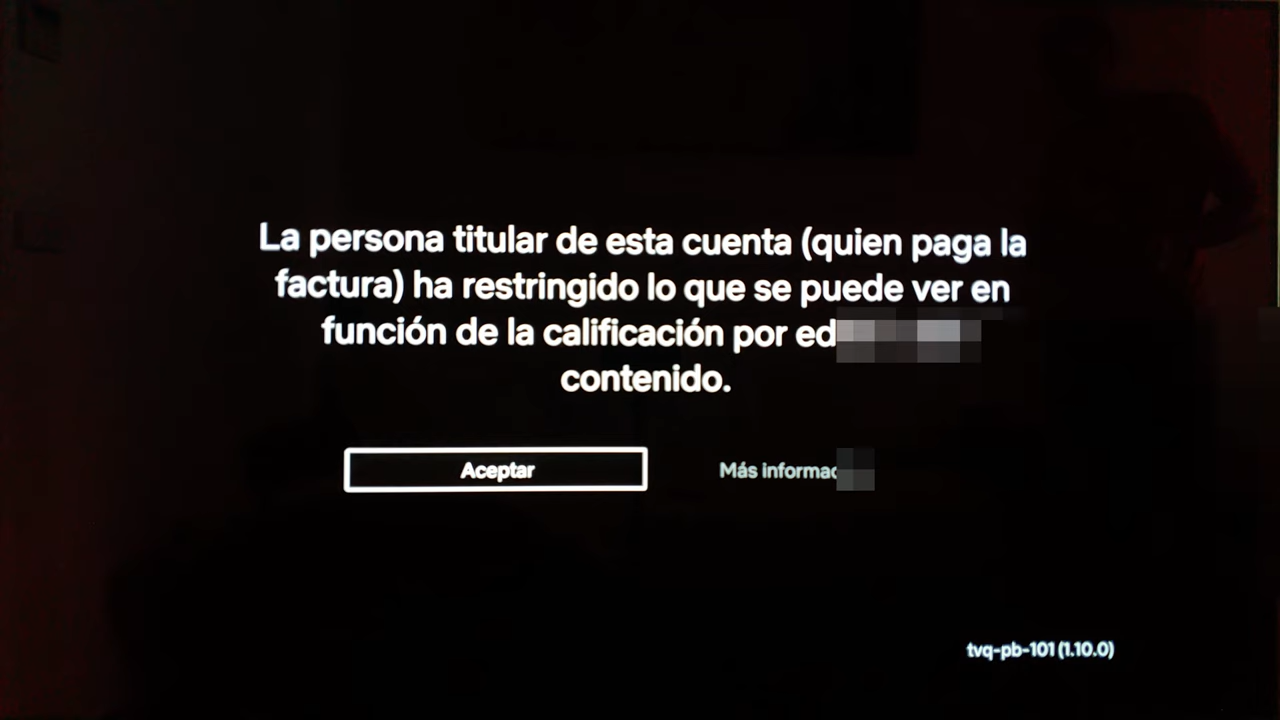 La persona titular de esta cuenta (quien paga la
factura) ha restringido lo que se puede ver en
función de la calificación por
contenido.
Aceptar
Más
tvq-pb-101 (1.10.0)